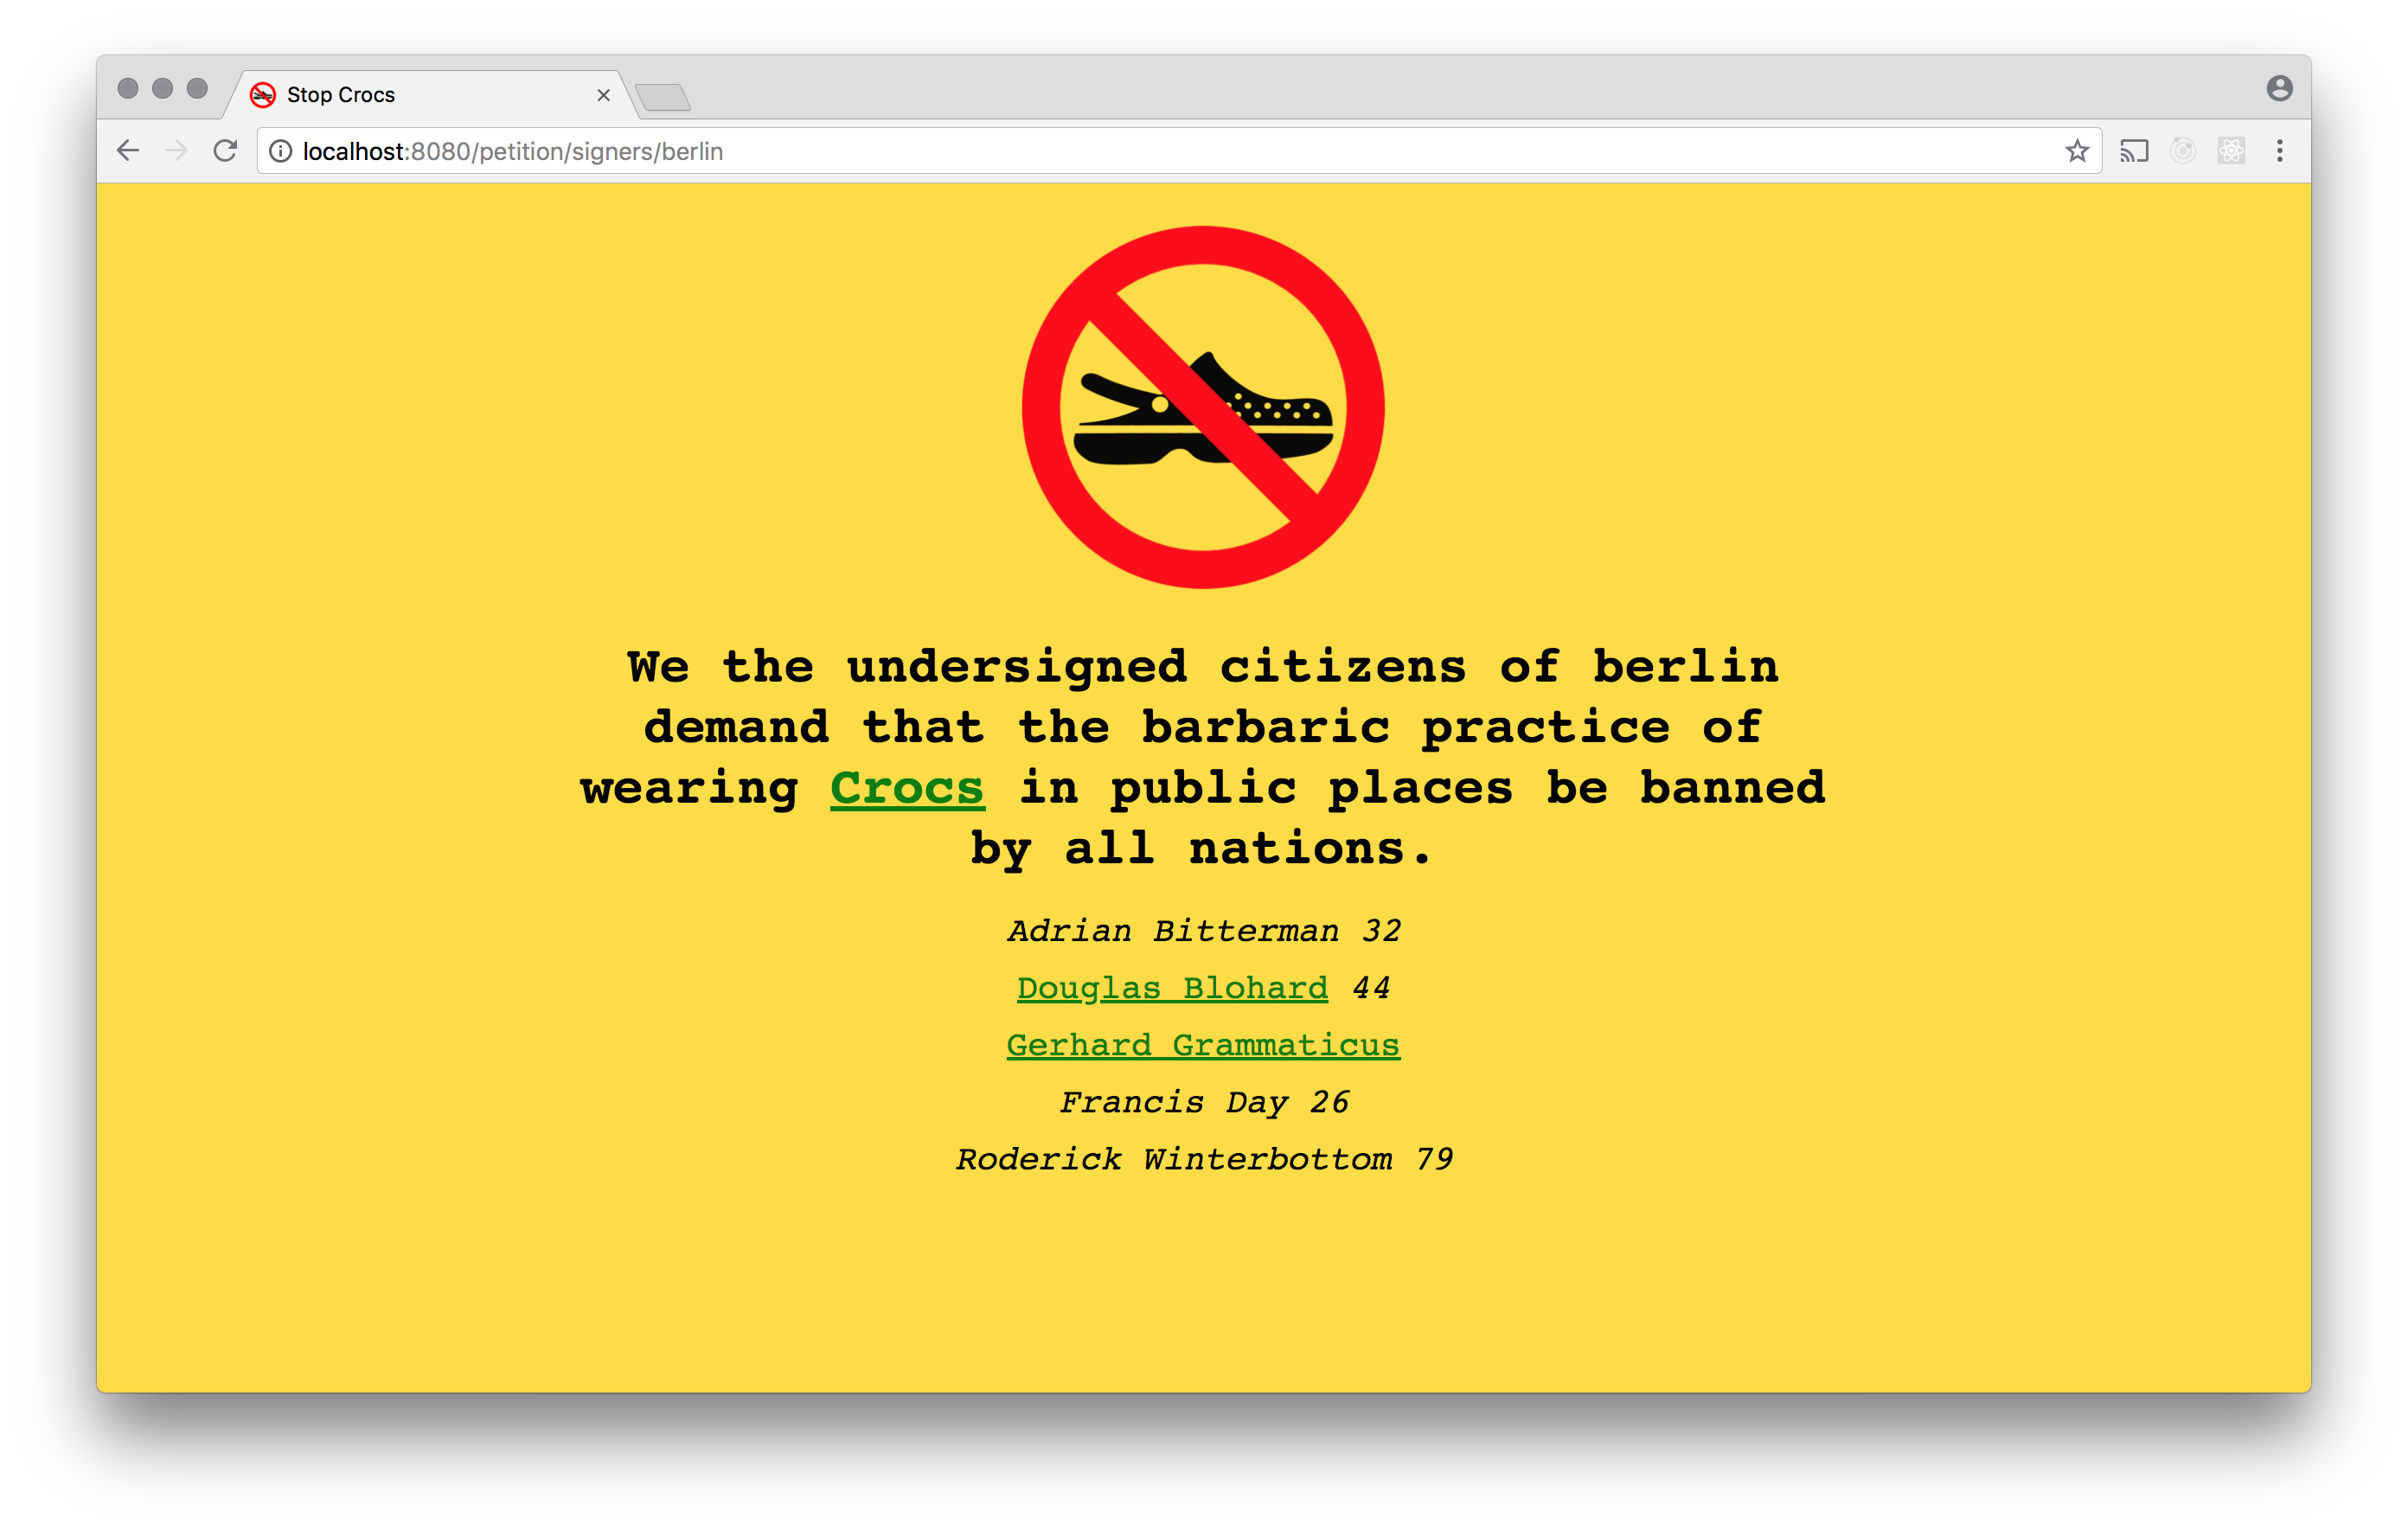 Stop Crocs
localhost:8080/petition/signers/berlin
We the undersigned citizens of berlin
demand that the barbaric practice of
wearing Crocs in public places be banned
by all nations.
Adrian Bitterman 32
Douglas Blohard 44
Gerhard Grammaticus
Francis Day 26
Roderick Winterbottom 79